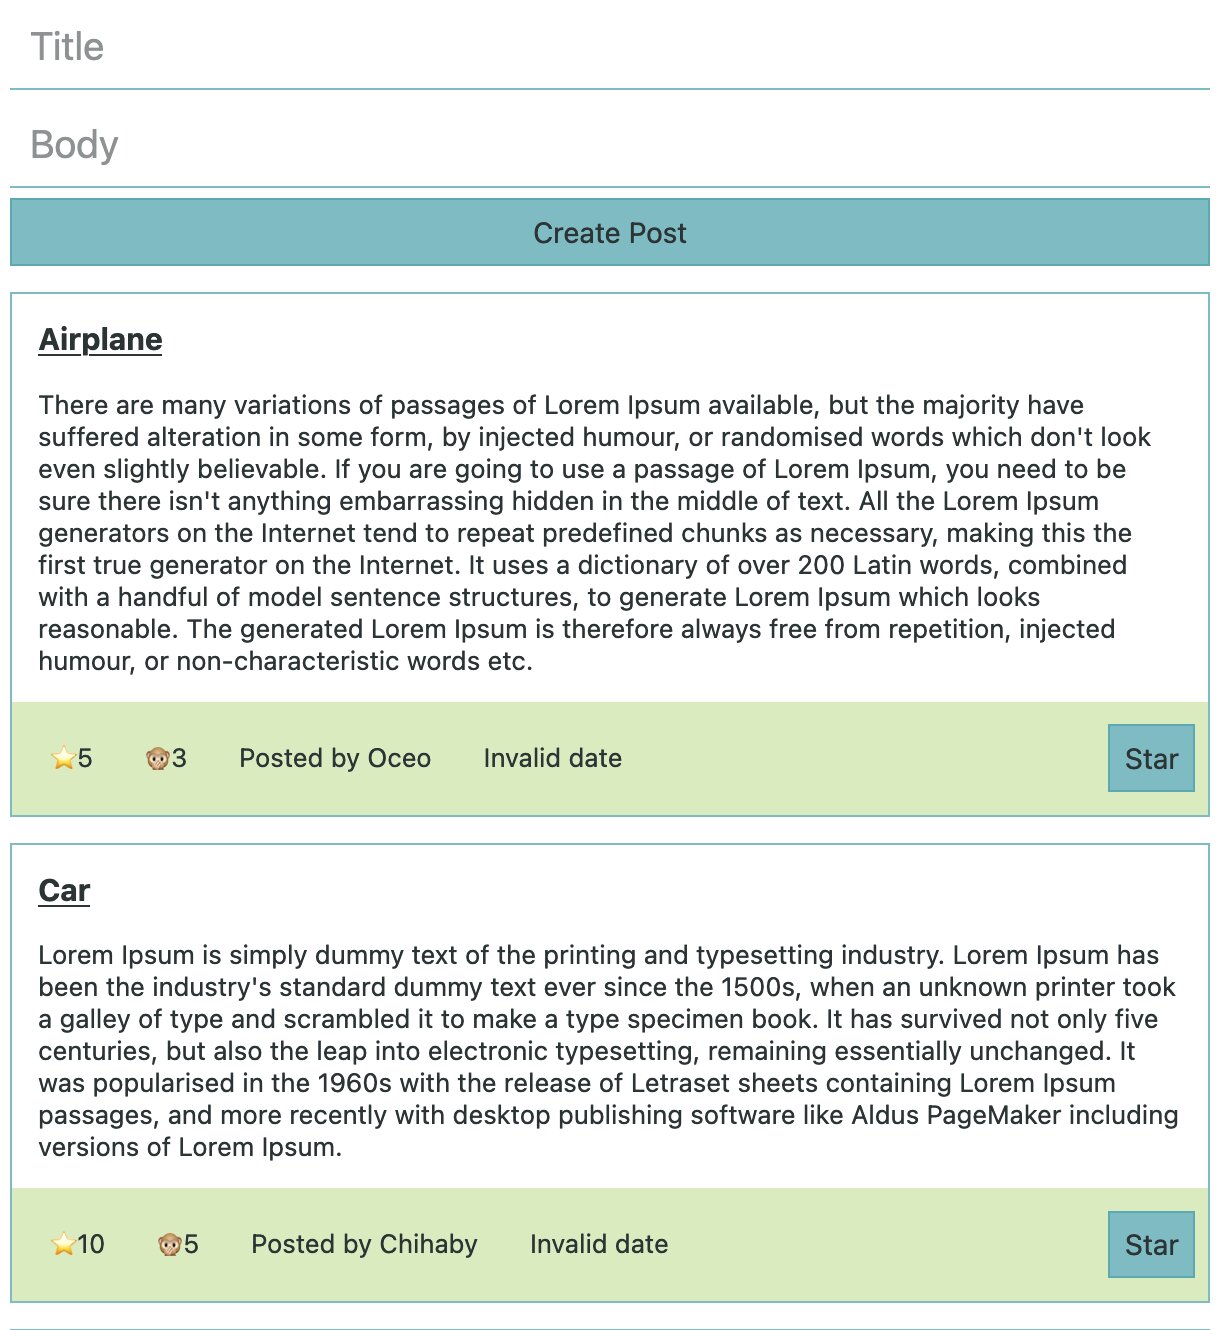 Title
Body
Create Post
Airplane
There are many variations of passages of Lorem Ipsum available, but the majority have
suffered alteration in some form, by injected humour, or randomised words which don't look
even slightly believable. If you are going to use a passage of Lorem Ipsum, you need to be
sure there isn't anything embarrassing hidden in the middle of text. All the Lorem Ipsum
generators on the Internet tend to repeat predefined chunks as necessary, making this the
first true generator on the Internet. It uses a dictionary of over 200 Latin words, combined
with a handful of model sentence structures, to generate Lorem Ipsum which looks
reasonable. The generated Lorem Ipsum is therefore always free from repetition, injected
humour, or non-characteristic words etc.
⭐5 🙊3 Posted by Oceo Invalid date Star
Car
Lorem Ipsum is simply dummy text of the printing and typesetting industry. Lorem Ipsum has
been the industry's standard dummy text ever since the 1500s, when an unknown printer took
a galley of type and scrambled it to make a type specimen book. It has survived not only five
centuries, but also the leap into electronic typesetting, remaining essentially unchanged. It
was popularised in the 1960s with the release of Letraset sheets containing Lorem Ipsum
passages, and more recently with desktop publishing software like Aldus PageMaker including
versions of Lorem Ipsum.
⭐10 🙊5 Posted by Chihaby Invalid date Star